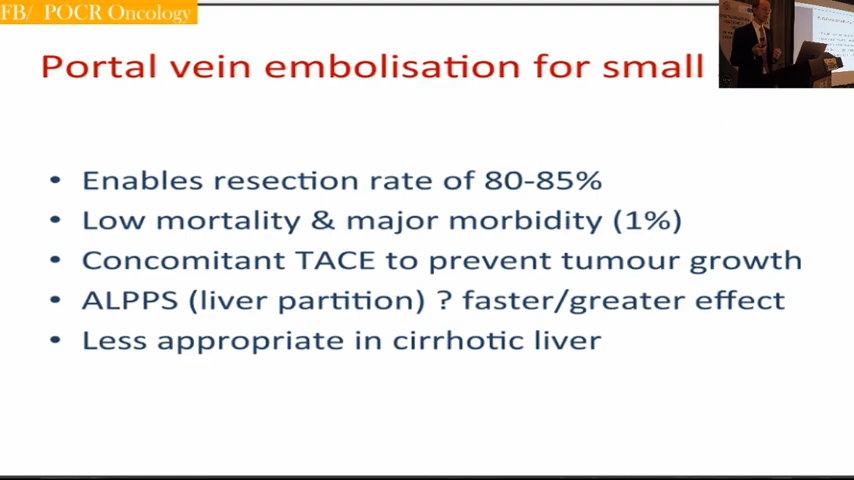 FB/ POCR Oncology
Portal vein embolisation for small
• Enables resection rate of 80-85%
• Low mortality & major morbidity (1%)
• Concomitant TACE to prevent tumour growth
• ALPPS (liver partition) ? faster/greater effect
• Less appropriate in cirrhotic liver